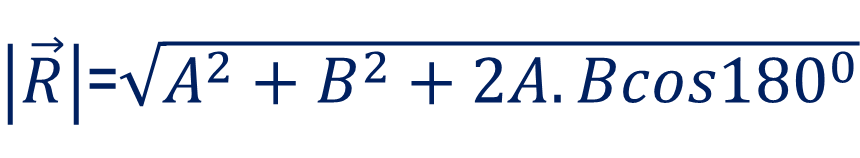 |R⃗|=√A² + B² + 2A. Bcos180⁰